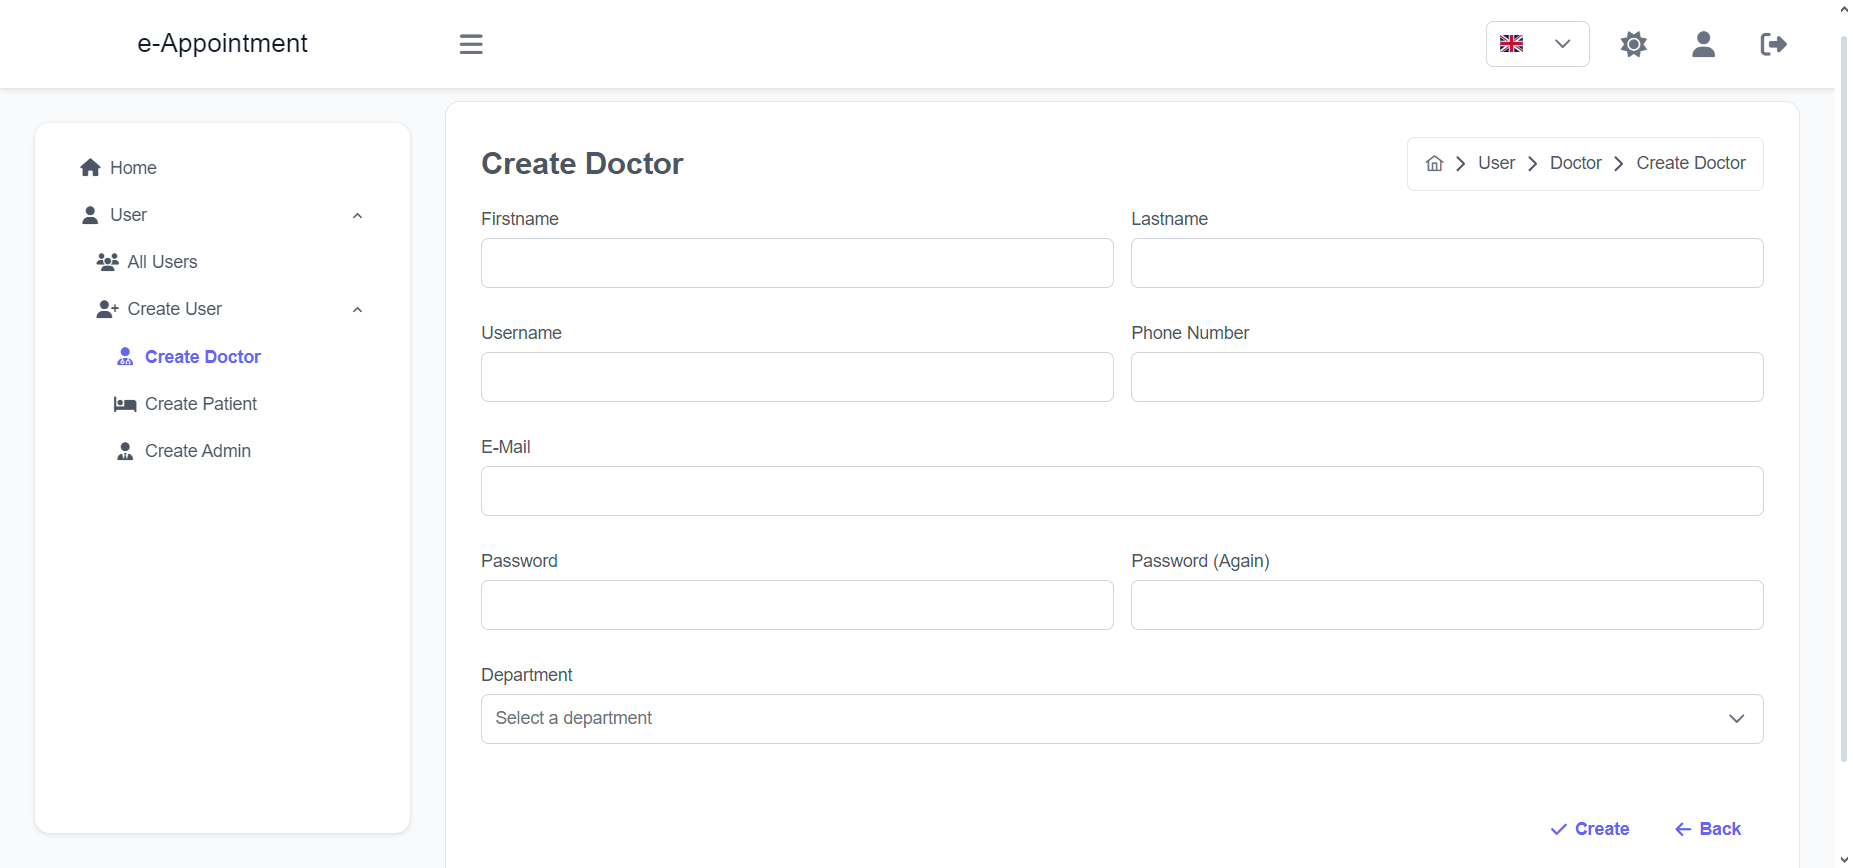 e-Appointment
Home
User
All Users
Create User
Create Doctor
Create Patient
Create Admin
Create Doctor
User Doctor Create Doctor
Firstname
Lastname
Username
Phone Number
E-Mail
Password
Password (Again)
Department
Select a department
Create
Back